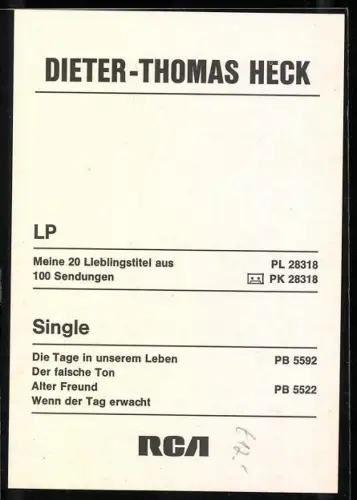 DIETER-THOMAS HECK
LP
Meine 20 Lieblingstitel aus PL 28318
100 Sendungen PK 28318
Single
Die Tage in unserem Leben PB 5592
Der falsche Ton
Alter Freund PB 5522
Wenn der Tag erwacht
RCA